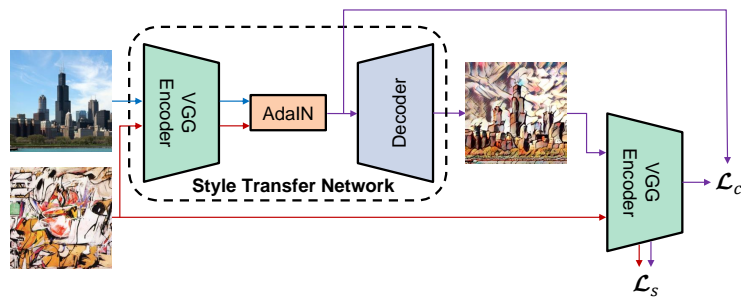 VGG
Encoder
AdaIN
Decoder
Style Transfer Network
VGG
Encoder
ℒc
ℒs